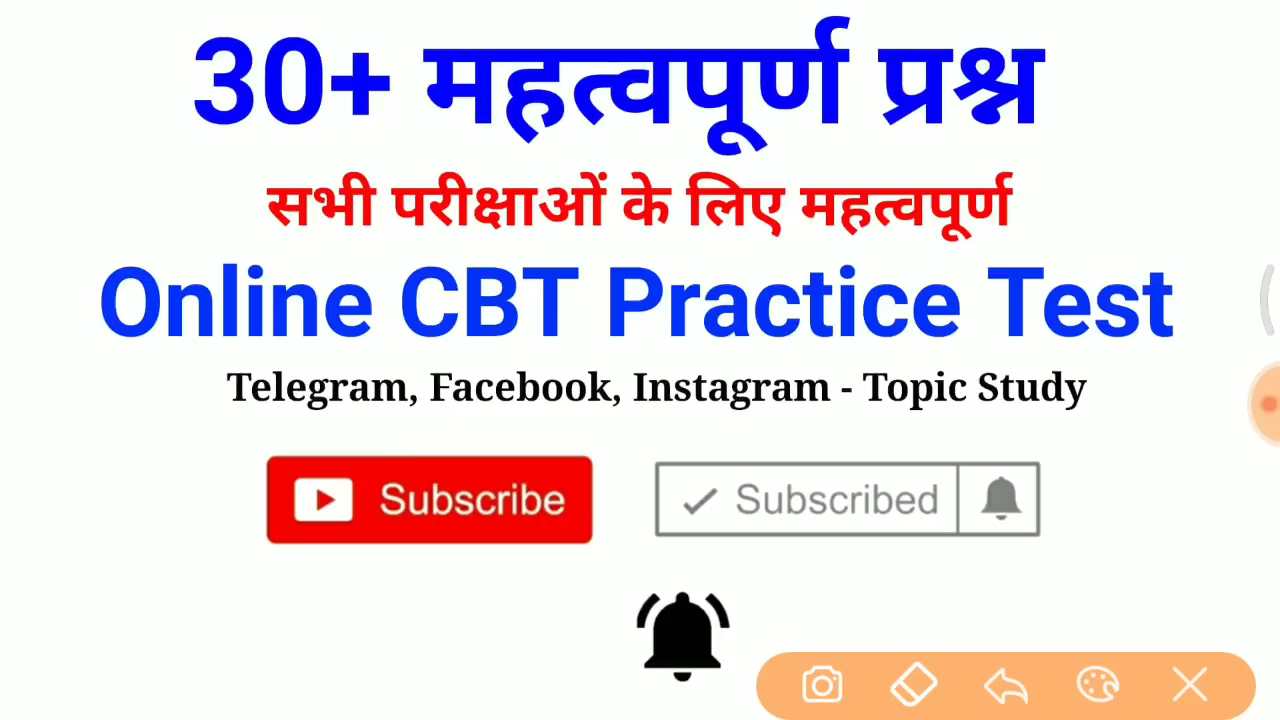 30+ महत्वपूर्ण प्रश्न
सभी परीक्षाओं के लिए महत्वपूर्ण
Online CBT Practice Test
Telegram, Facebook, Instagram - Topic Study
Subscribe
Subscribed